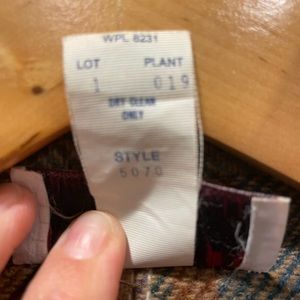 WPL 8231
LOT PLANT
1 019
DRY CLEAN
ONLY
STYLE
5070